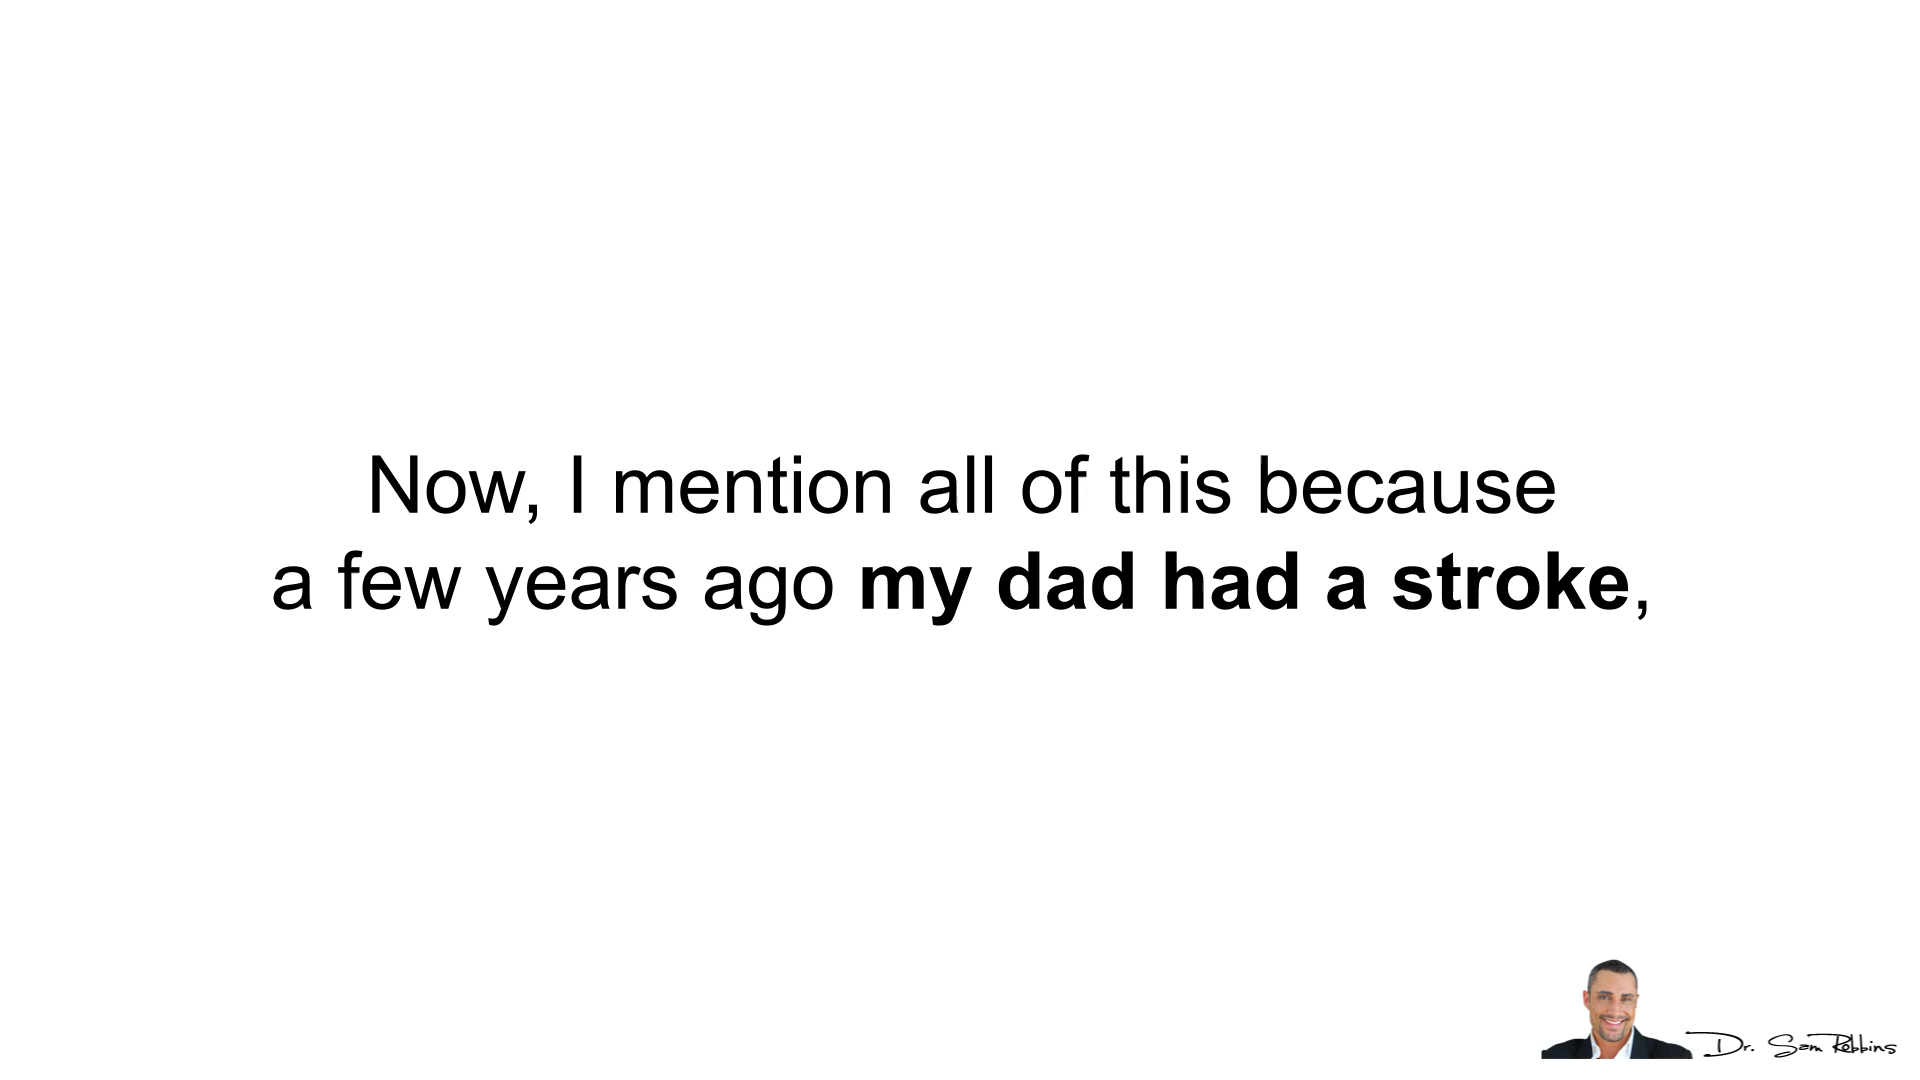 Now, I mention all of this because
a few years ago my dad had a stroke,
Dr. Sam Robbins